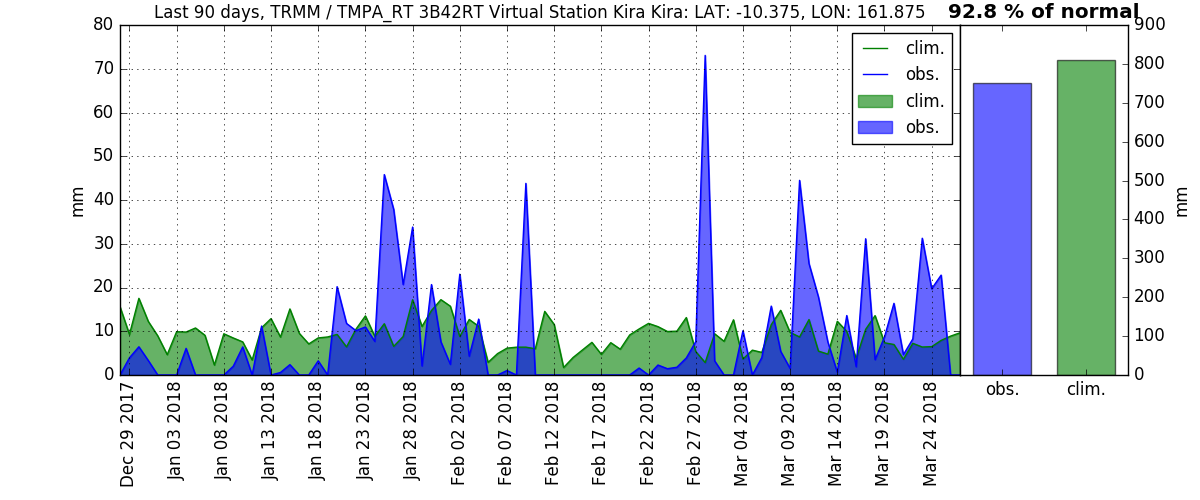 Last 90 days, TRMM / TMPA_RT 3B42RT Virtual Station Kira Kira: LAT: -10.375, LON: 161.875
92.8 % of normal
80
70
60
50
40
30
20
10
0
mm
clim.
obs.
clim.
obs.
Dec 29 2017
Jan 03 2018
Jan 08 2018
Jan 13 2018
Jan 18 2018
Jan 23 2018
Jan 28 2018
Feb 02 2018
Feb 07 2018
Feb 12 2018
Feb 17 2018
Feb 22 2018
Feb 27 2018
Mar 04 2018
Mar 09 2018
Mar 14 2018
Mar 19 2018
Mar 24 2018
900
800
700
600
500
400
300
200
100
0
mm
obs.
clim.